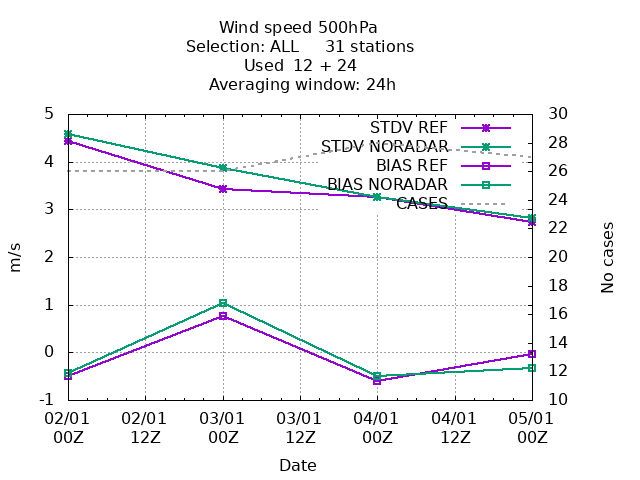 Wind speed 500hPa
Selection: ALL 31 stations
Used 12 + 24
Averaging window: 24h
5 30
STDV REF
28
STDV NORADAR
4
BIAS REF
26
BIAS NORADAR
24
CASES
3
22
m/s
2 20
No cases
18
1
16
14
0
12
-1 10
02/01 02/01 03/01 03/01 04/01 04/01 05/01
00Z 12Z 00Z 12Z 00Z 12Z 00Z
Date